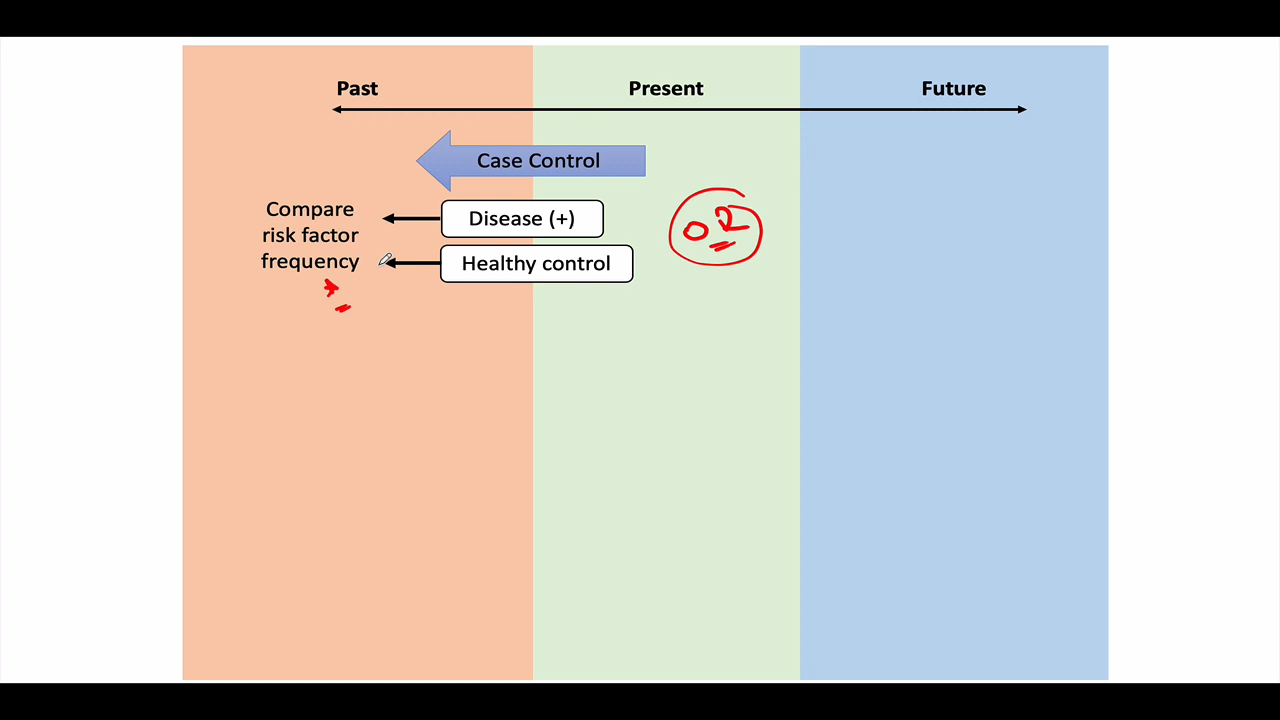 Past Present Future
Case Control
Compare
risk factor
frequency
Disease (+)
Healthy control
OR